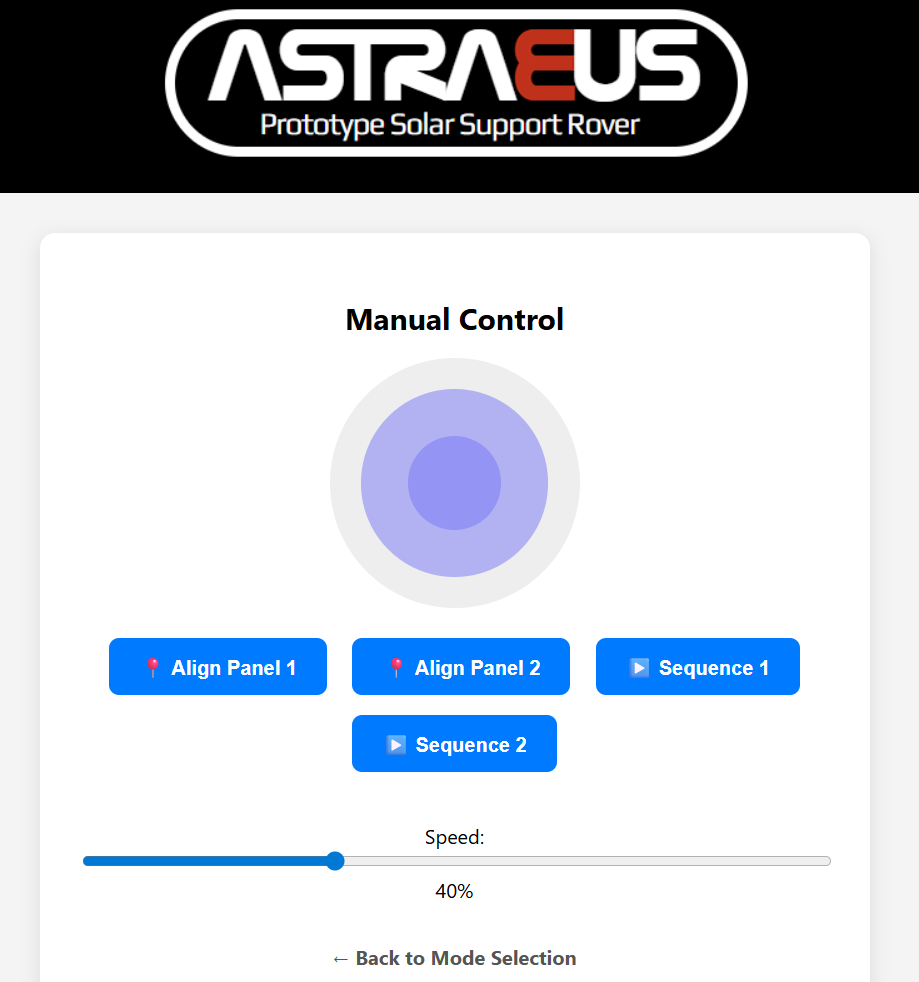 ASTRAEUS
Prototype Solar Support Rover
Manual Control
📍 Align Panel 1
📍 Align Panel 2
▶️ Sequence 1
▶️ Sequence 2
Speed:
40%
← Back to Mode Selection